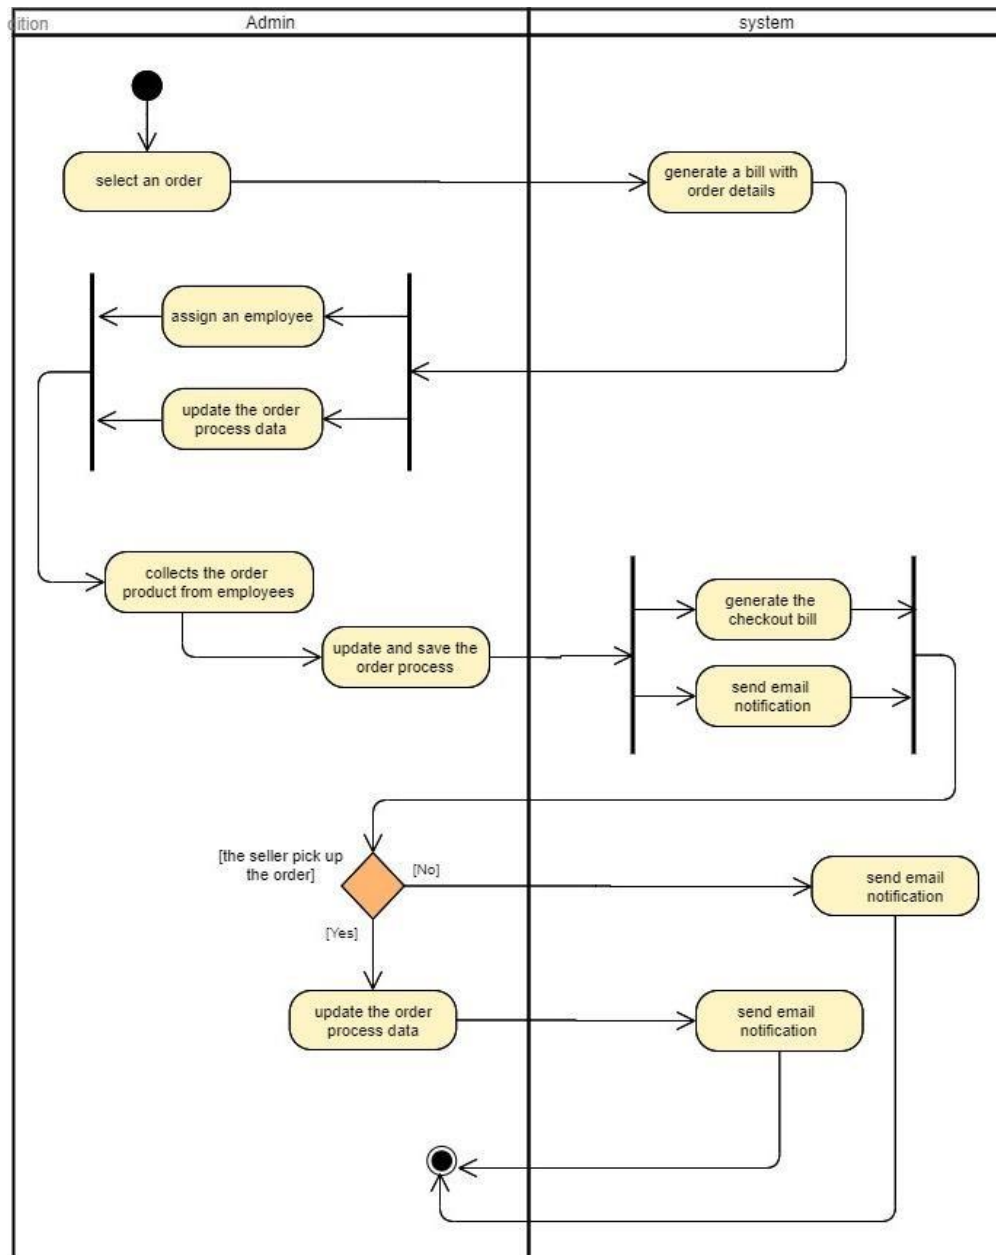 dition
Admin
system
select an order
generate a bill with
order details
assign an employee
update the order
process data
collects the order
product from employees
update and save the
order process
generate the
checkout bill
send email
notification
[the seller pick up
the order]
[No]
send email
notification
[Yes]
update the order
process data
send email
notification